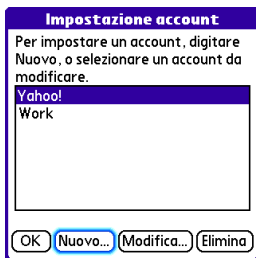 Impostazione account
Per impostare un account, digitare
Nuovo, o selezionare un account da
modificare.
Yahoo!
Work
OK Nuovo... Modifica... Elimina